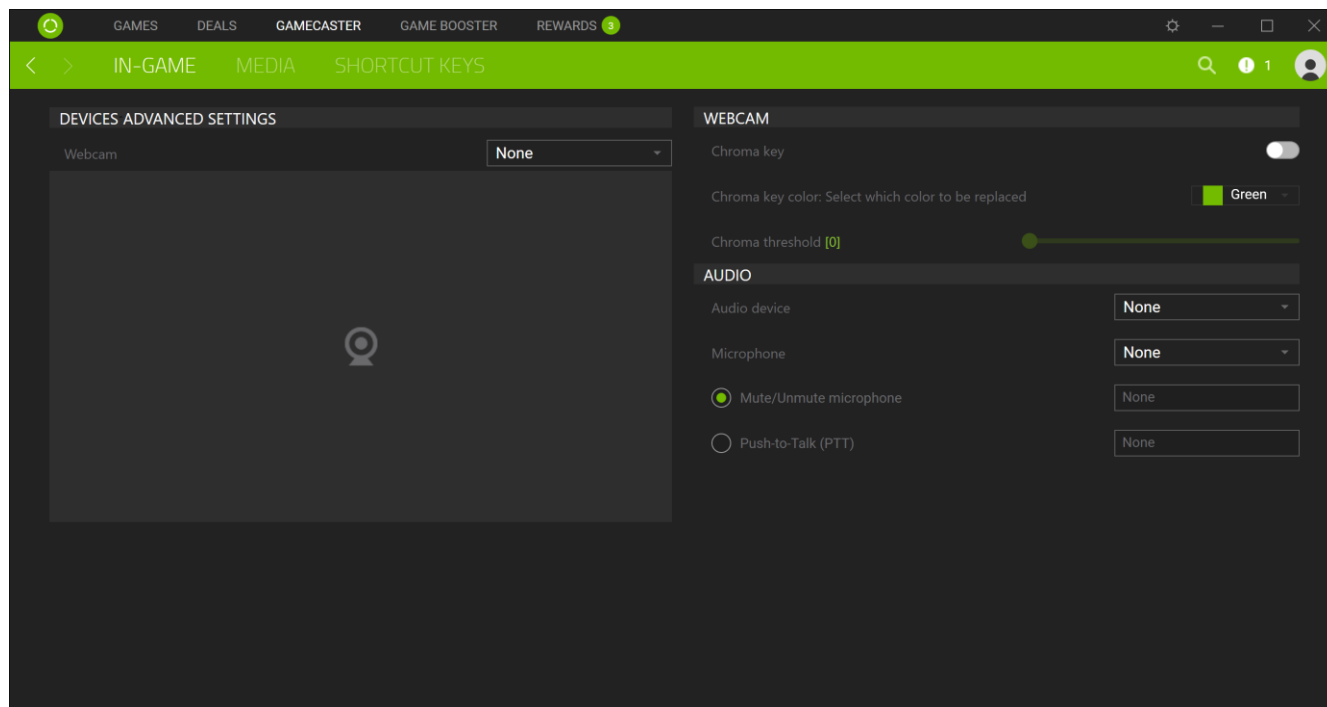 GAMES DEALS GAMECASTER GAME BOOSTER REWARDS 3
IN-GAME MEDIA SHORTCUT KEYS 1
DEVICES ADVANCED SETTINGS
Webcam None
WEBCAM
Chroma key
Chroma key color: Select which color to be replaced Green
Chroma threshold [0]
AUDIO
Audio device None
Microphone None
Mute/Unmute microphone None
Push-to-Talk (PTT) None